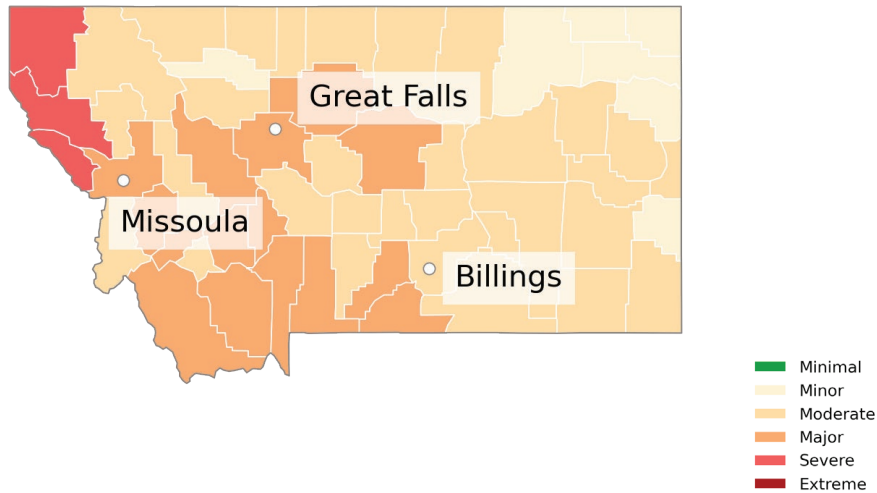 Great Falls
Missoula
Billings
Minimal
Minor
Moderate
Major
Severe
Extreme